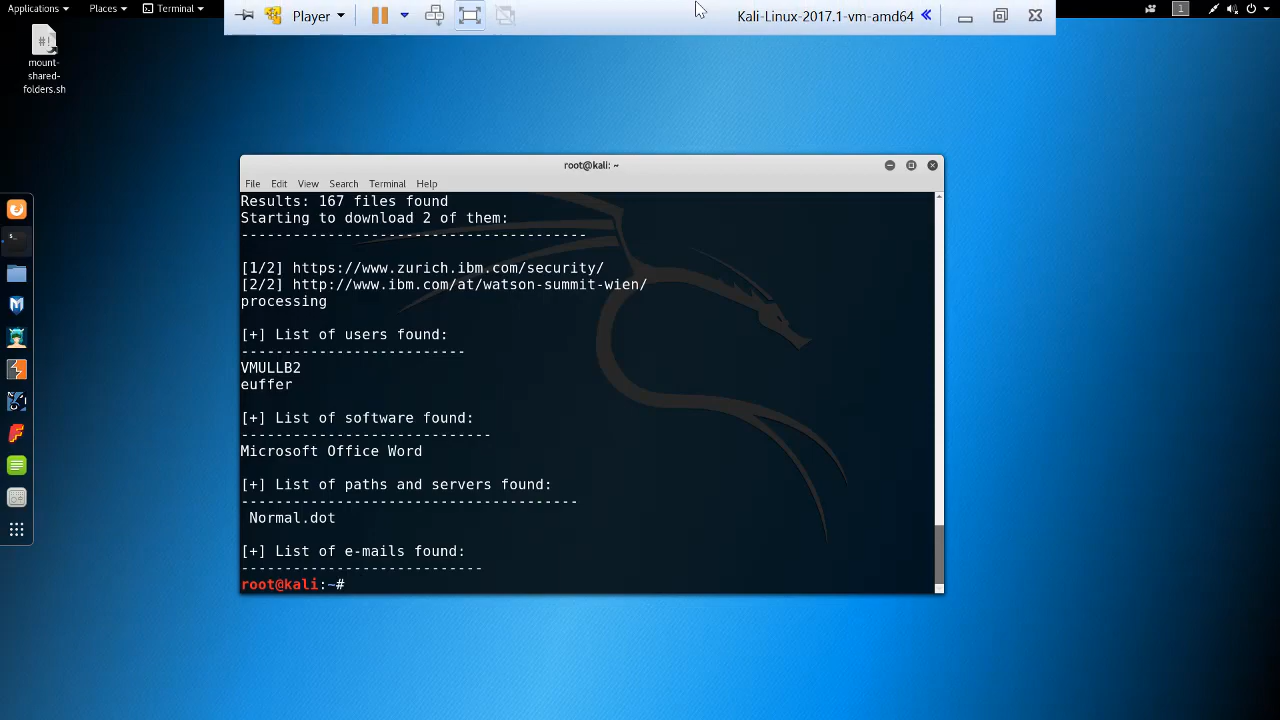 Applications
Places
Terminal
Player
Kali-Linux-2017.1-vm-amd64
1
#!
mount-
shared-
folders.sh
root@kali: ~
File Edit View Search Terminal Help
Results: 167 files found
Starting to download 2 of them:
----------------------------------------
[1/2] https://www.zurich.ibm.com/security/
[2/2] http://www.ibm.com/at/watson-summit-wien/
processing
[+] List of users found:
--------------------------
VMULLB2
euffer
[+] List of software found:
-----------------------------
Microsoft Office Word
[+] List of paths and servers found:
---------------------------------------
Normal.dot
[+] List of e-mails found:
----------------------------
root@kali:~#